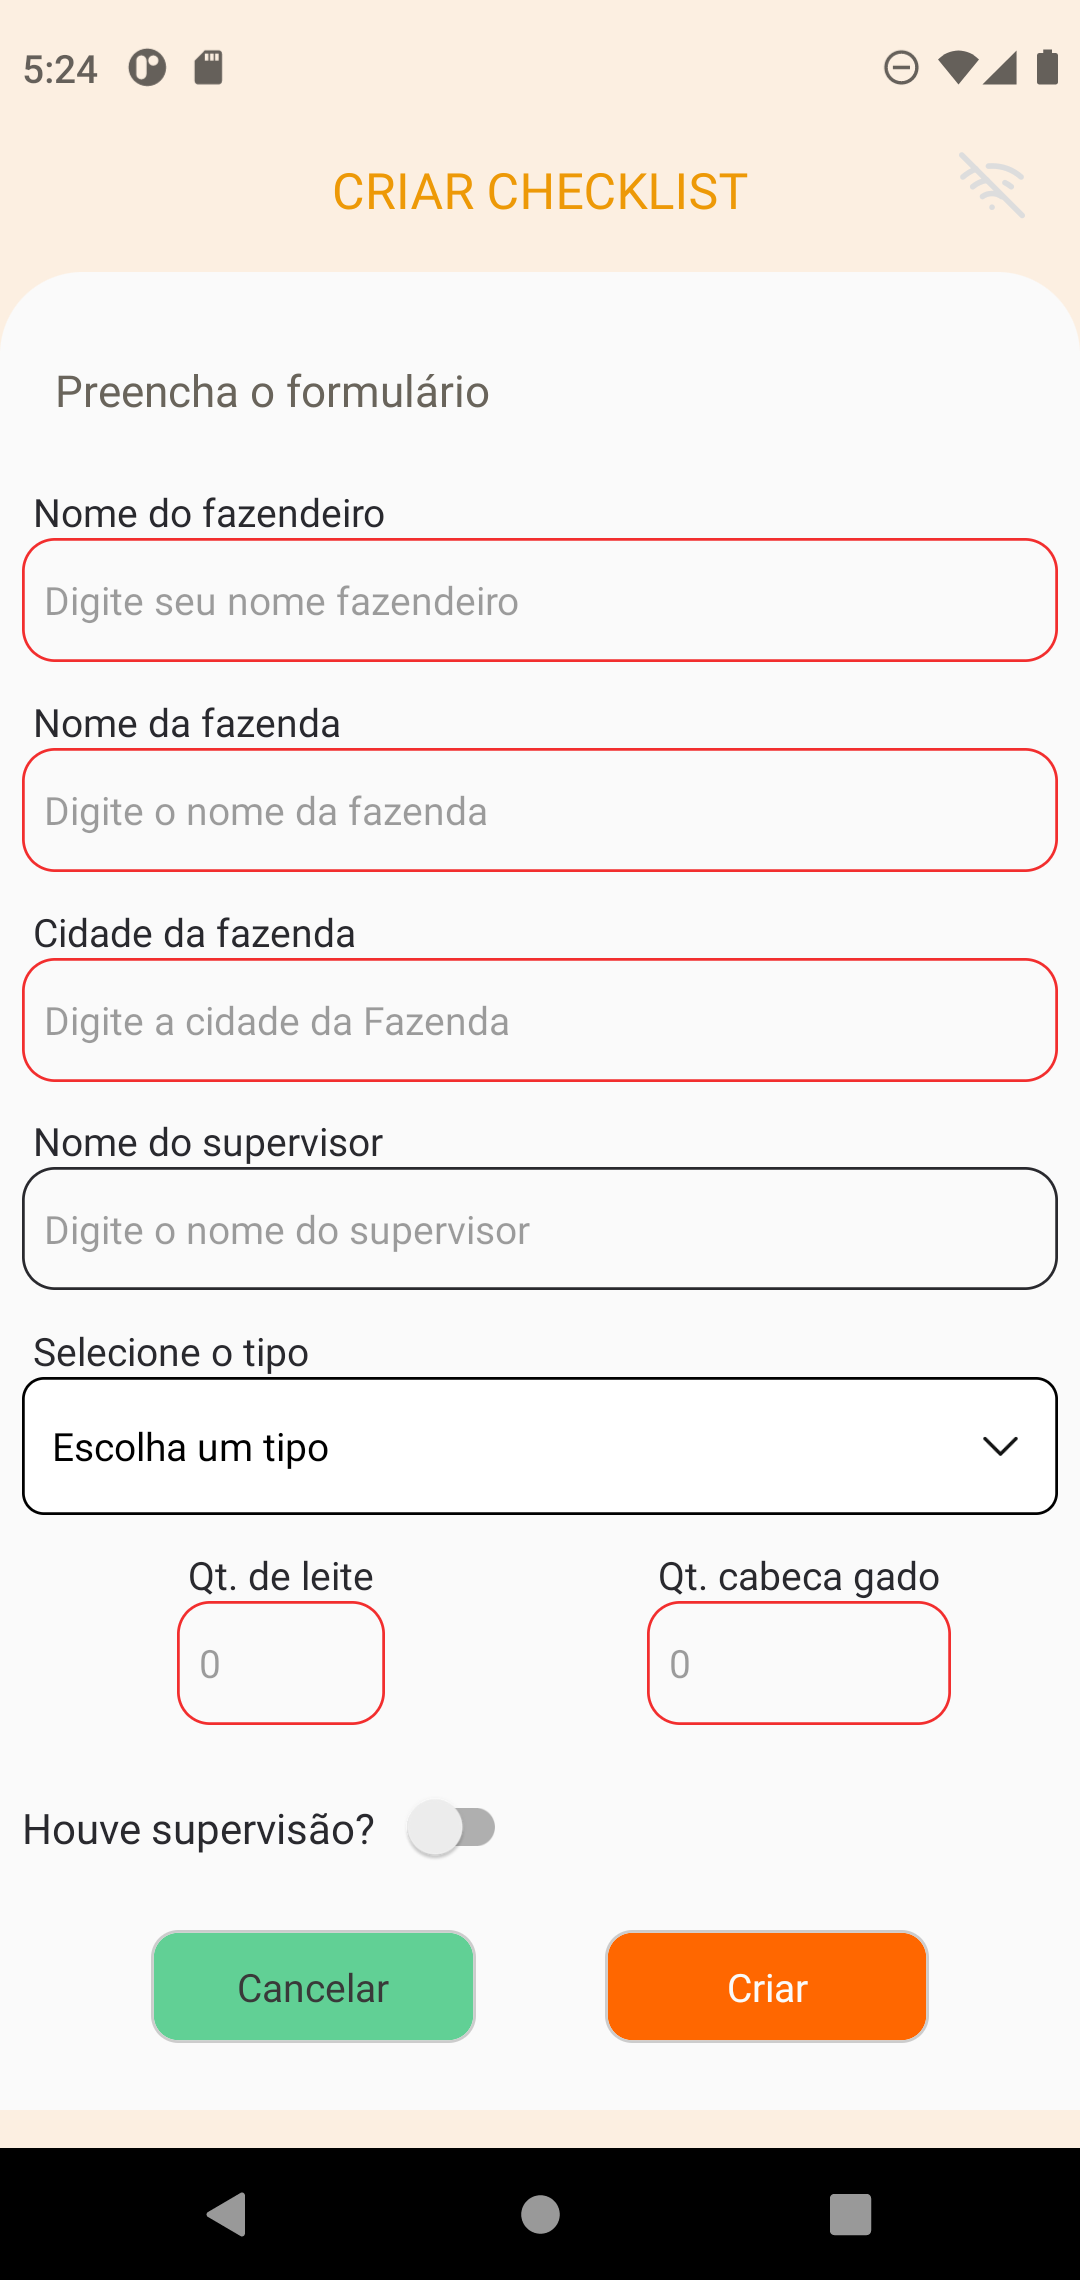 5:24
CRIAR CHECKLIST
Preencha o formulário
Nome do fazendeiro
Digite seu nome fazendeiro
Nome da fazenda
Digite o nome da fazenda
Cidade da fazenda
Digite a cidade da Fazenda
Nome do supervisor
Digite o nome do supervisor
Selecione o tipo
Escolha um tipo
Qt. de leite Qt. cabeca gado
0 0
Houve supervisão?
Cancelar Criar